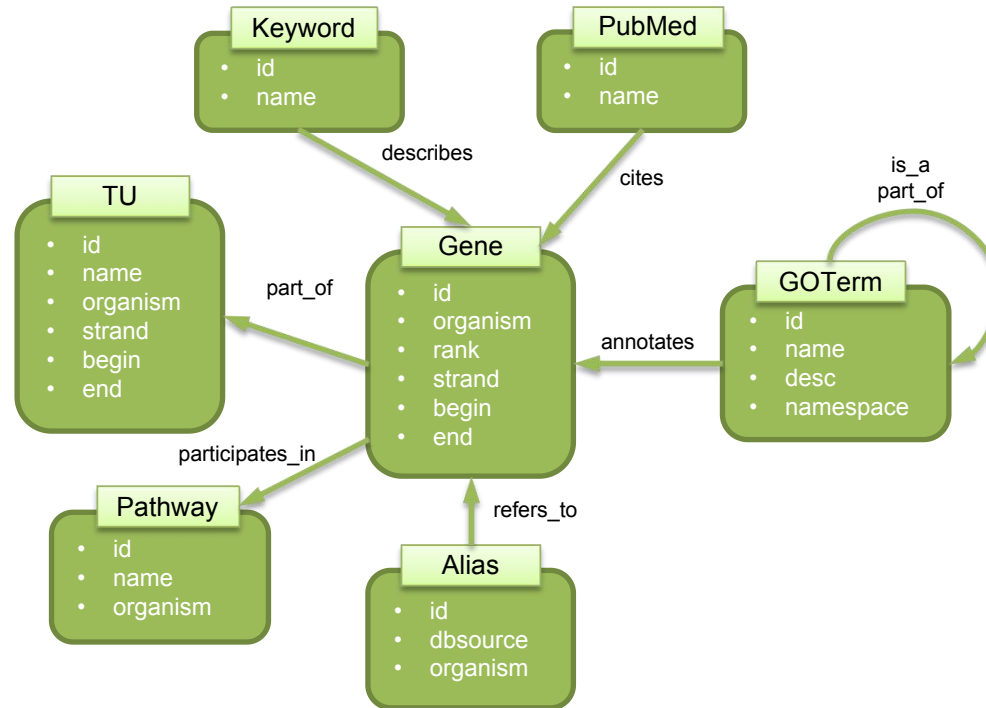 Keyword
• id
• name
PubMed
• id
• name
describes
cites
is_a
part_of
TU
• id
• name
• organism
• strand
• begin
• end
part_of
Gene
• id
• organism
• rank
• strand
• begin
• end
annotates
GOTerm
• id
• name
• desc
• namespace
participates_in
Pathway
• id
• name
• organism
refers_to
Alias
• id
• dbsource
• organism